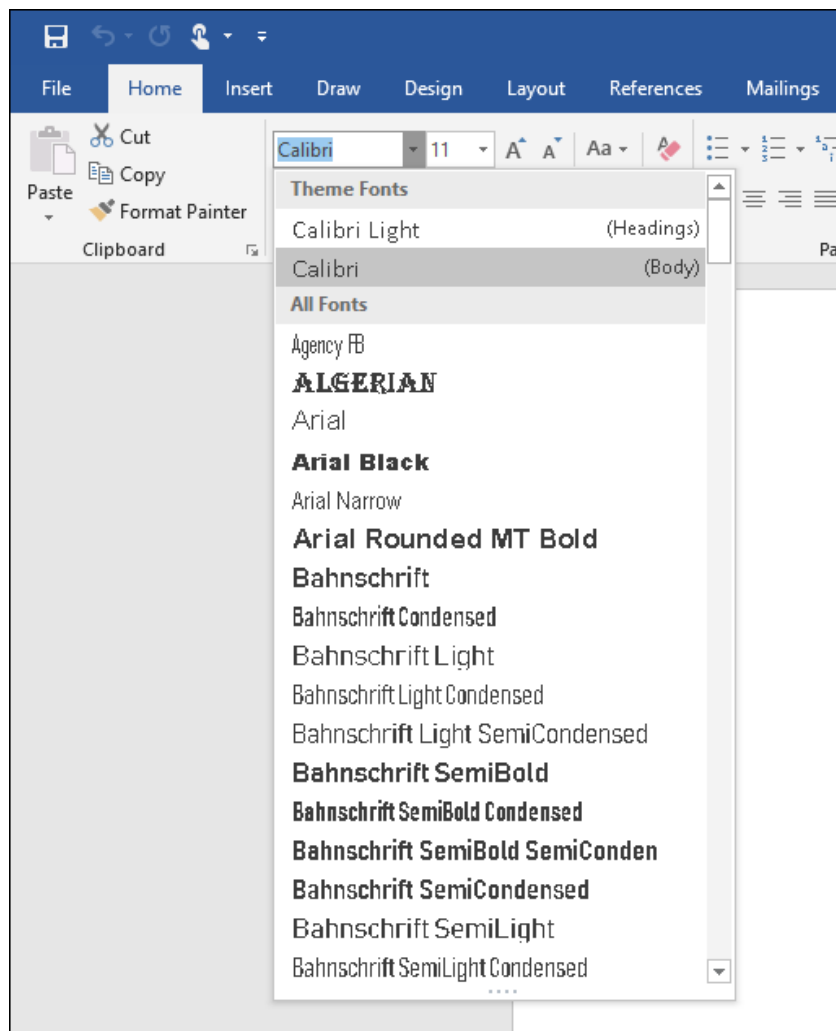 File Home Insert Draw Design Layout References Mailings
Cut
Copy
Paste
Format Painter
Clipboard
Calibri 11
Aa
Pa
Theme Fonts
Calibri Light (Headings)
Calibri (Body)
All Fonts
Agency FB
ALGERIAN
Arial
Arial Black
Arial Narrow
Arial Rounded MT Bold
Bahnschrift
Bahnschrift Condensed
Bahnschrift Light
Bahnschrift Light Condensed
Bahnschrift Light SemiCondensed
Bahnschrift SemiBold
Bahnschrift SemiBold Condensed
Bahnschrift SemiBold SemiConden
Bahnschrift SemiCondensed
Bahnschrift SemiLight
Bahnschrift SemiLight Condensed